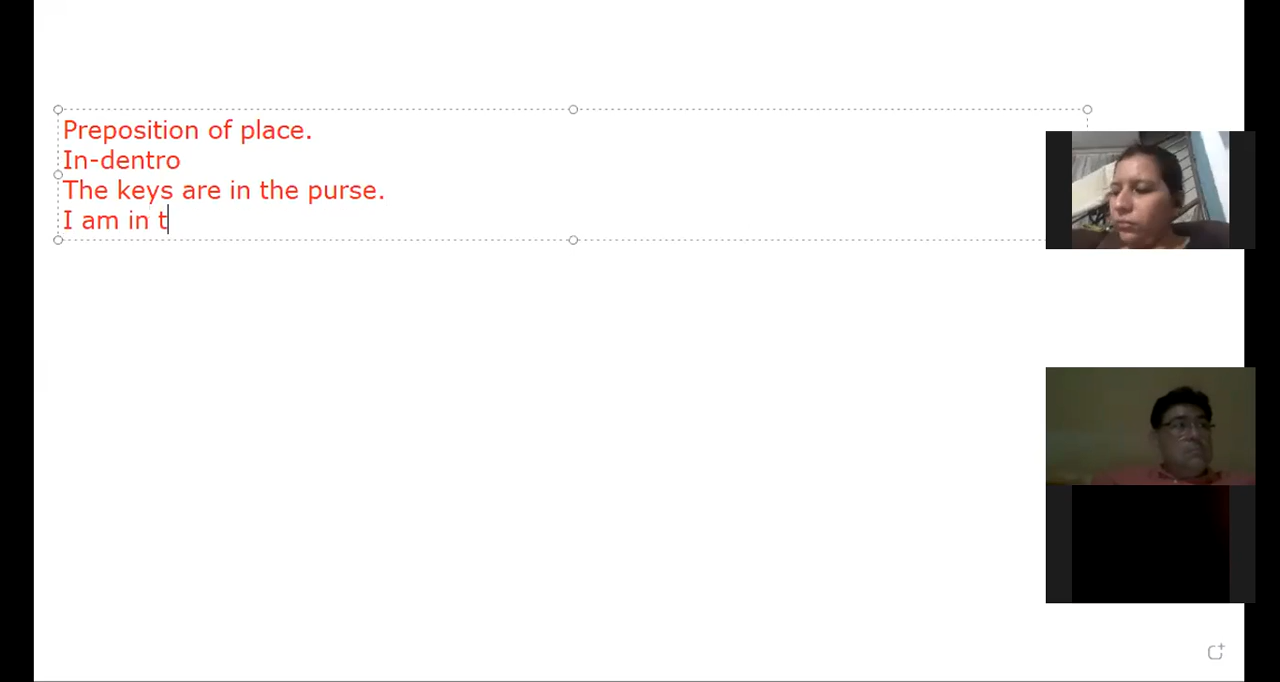 Preposition of place.
In-dentro
The keys are in the purse.
I am in t